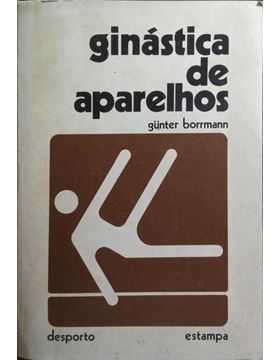 ginástica
de
aparelhos
günter borrmann
desporto estampa